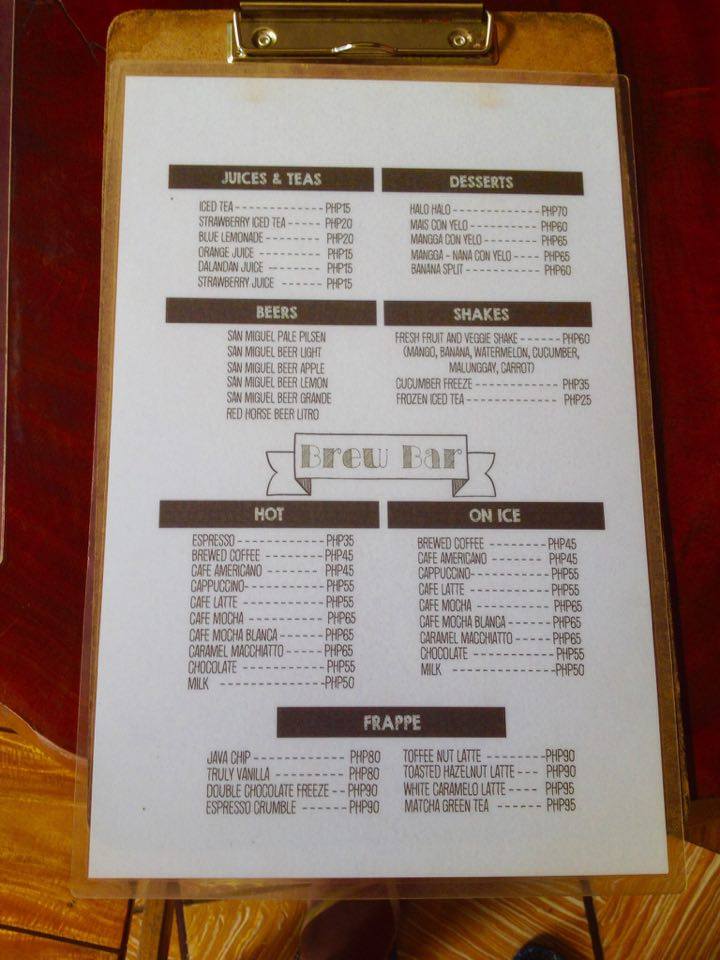 JUICES & TEAS
ICED TEA --------------- PHP15
STRAWBERRY ICED TEA ----- PHP20
BLUE LEMONADE --------- PHP20
ORANGE JUICE ---------- PHP15
DALANDAN JUICE -------- PHP15
STRAWBERRY JUICE ------ PHP15
DESSERTS
HALO HALO --------------- PHP70
MAIS CON YELO ----------- PHP60
MANGGA CON YELO --------- PHP65
MANGGA - NANA CON YELO ----- PHP65
BANANA SPLIT ------------- PHP60
BEERS
SAN MIGUEL PALE PILSEN
SAN MIGUEL BEER LIGHT
SAN MIGUEL BEER APPLE
SAN MIGUEL BEER LEMON
SAN MIGUEL BEER GRANDE
RED HORSE BEER LITRO
SHAKES
FRESH FRUIT AND VEGGIE SHAKE ------- PHP60
(MANGO, BANANA, WATERMELON, CUCUMBER,
MALUNGGAY, CARROT)
CUCUMBER FREEZE -------------- PHP35
FROZEN ICED TEA -------------- PHP25
Brew Bar
HOT
ESPRESSO --------------- PHP35
BREWED COFFEE ----------- PHP45
CAFE AMERICANO --------- PHP45
CAPPUCCINO-------------- PHP55
CAFE LATTE -------------- PHP55
CAFE MOCHA -------------- PHP65
CAFE MOCHA BLANCA ------- PHP65
CARAMEL MACCHIATTO------ PHP65
CHOCOLATE -------------- PHP55
MILK ------------------PHP50
ON ICE
BREWED COFFEE ----------- PHP45
CAFE AMERICANO ---------- PHP45
CAPPUCCINO-------------- PHP55
CAFE LATTE -------------- PHP55
CAFE MOCHA -------------- PHP65
CAFE MOCHA BLANCA ------- PHP65
CARAMEL MACCHIATTO------- PHP65
CHOCOLATE -------------- PHP55
MILK ------------------ PHP50
FRAPPE
JAVA CHIP ---------------- PHP80
TRULY VANILLA ------------ PHP80
DOUBLE CHOCOLATE FREEZE -- PHP90
ESPRESSO CRUMBLE -------- PHP90
TOFFEE NUT LATTE ----------PHP90
TOASTED HAZELNUT LATTE --- PHP90
WHITE CARAMELO LATTE ---- PHP95
MATCHA GREEN TEA ------- PHP95